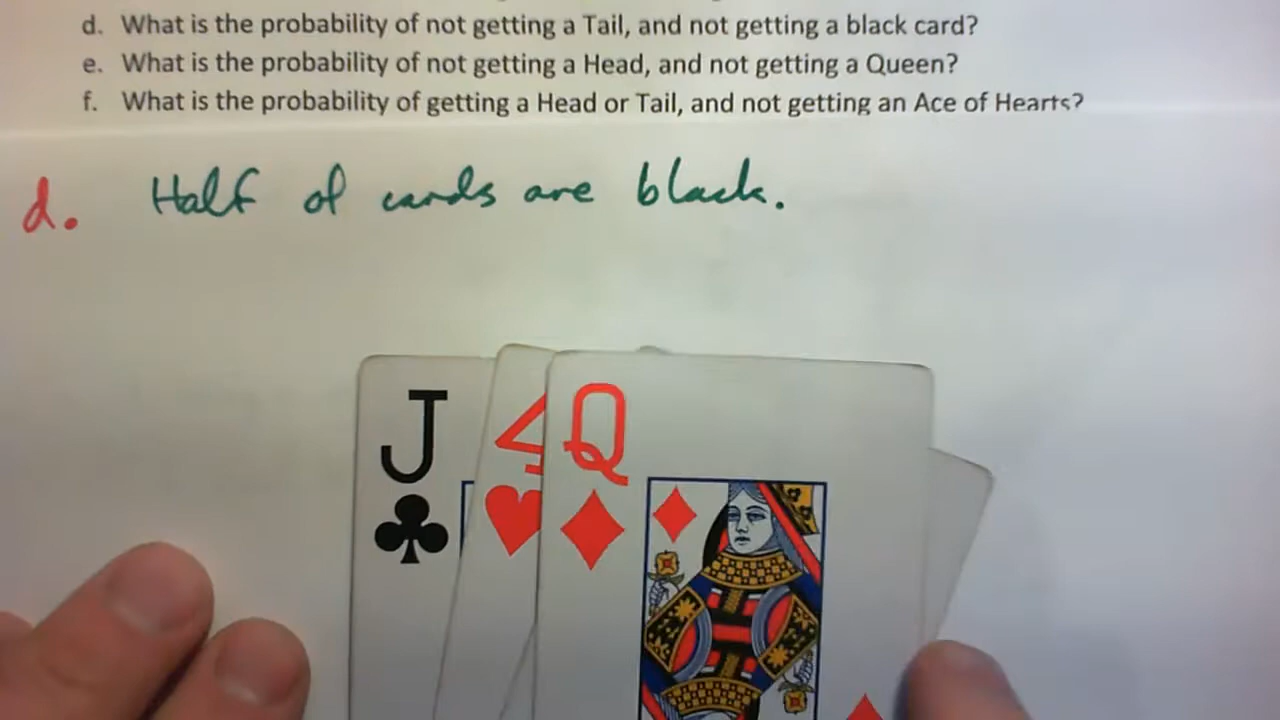 d. What is the probability of not getting a Tail, and not getting a black card?
e. What is the probability of not getting a Head, and not getting a Queen?
f. What is the probability of getting a Head or Tail, and not getting an Ace of Hearts?
d. Half of cards are black.
J
4
Q